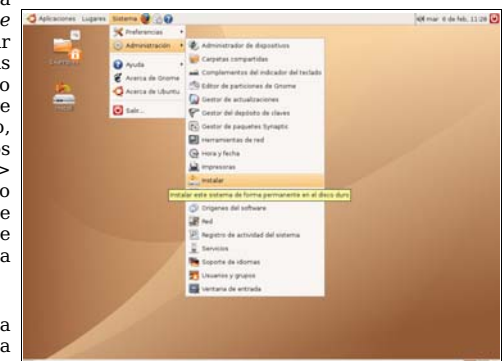 Aplicaciones Lugares Sistema
mar 6 de feb, 11:28
Preferencias
Administración
Ayuda
Acerca de Gnome
Acerca de Ubuntu
Salir...
Administrador de dispositivos
Carpetas compartidas
Complementos del indicador del teclado
Editor de particiones de Gnome
Gestor de actualizaciones
Gestor del depósito de claves
Gestor de paquetes Synaptic
Herramientas de red
Hora y fecha
Impresoras
Instalar
Instalar este sistema de forma permanente en el disco duro
Orígenes del software
Red
Registro de actividad del sistema
Servicios
Soporte de idiomas
Usuarios y grupos
Ventana de entrada